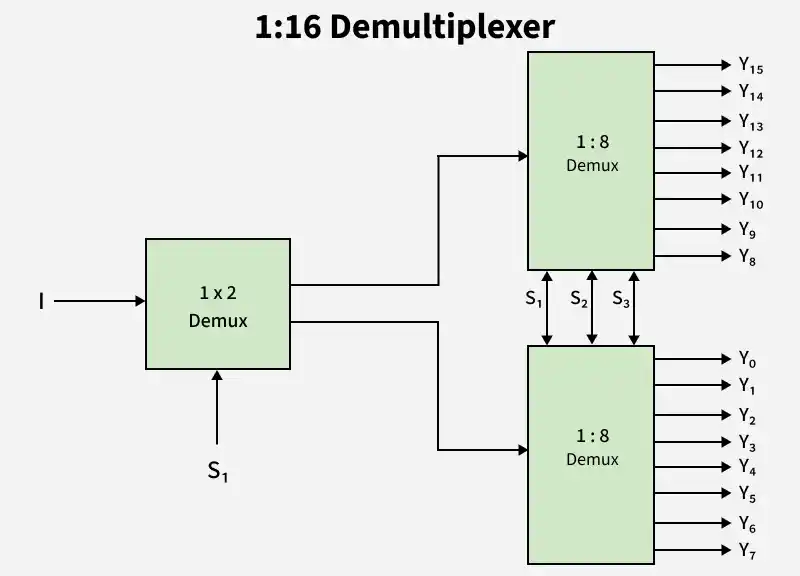 1:16 Demultiplexer
1 : 8
Demux
Y₁₅
Y₁₄
Y₁₃
Y₁₂
Y₁₁
Y₁₀
Y₉
Y₈
I
1 x 2
Demux
S₁
S₁ S₂ S₃
1 : 8
Demux
Y₀
Y₁
Y₂
Y₃
Y₄
Y₅
Y₆
Y₇